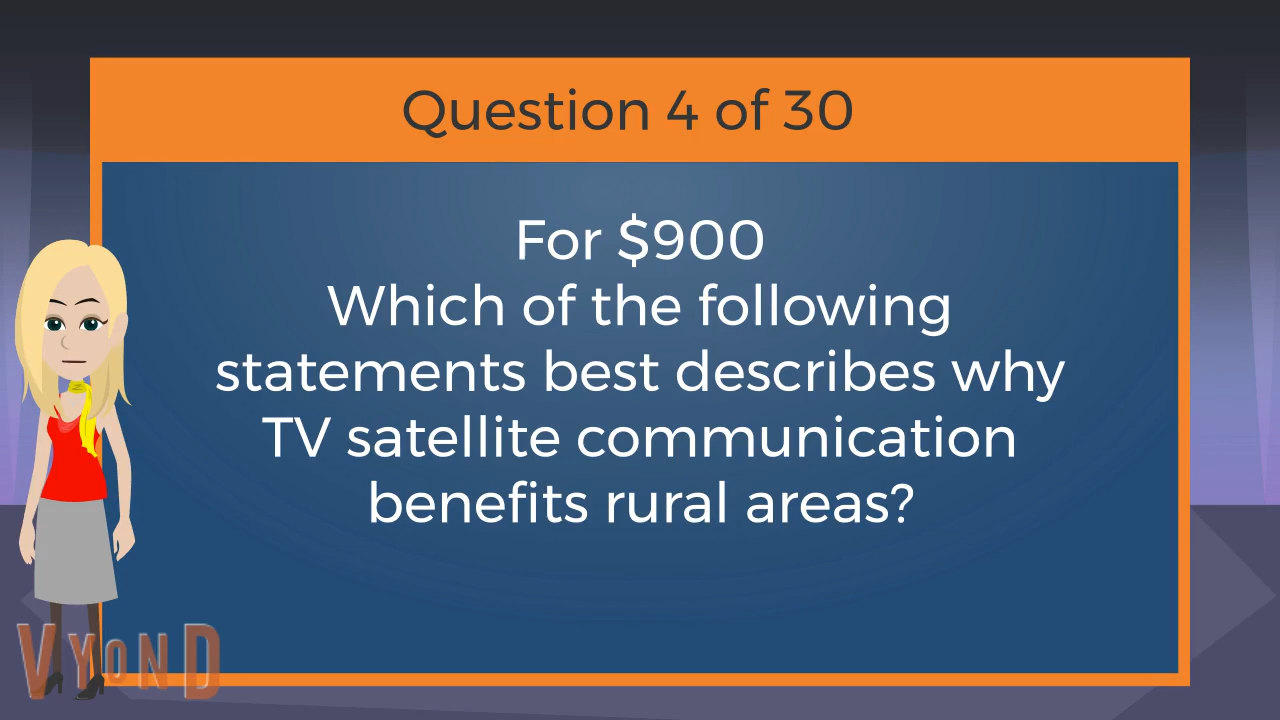 Question 4 of 30
For $900
Which of the following
statements best describes why
TV satellite communication
benefits rural areas?
VYOND